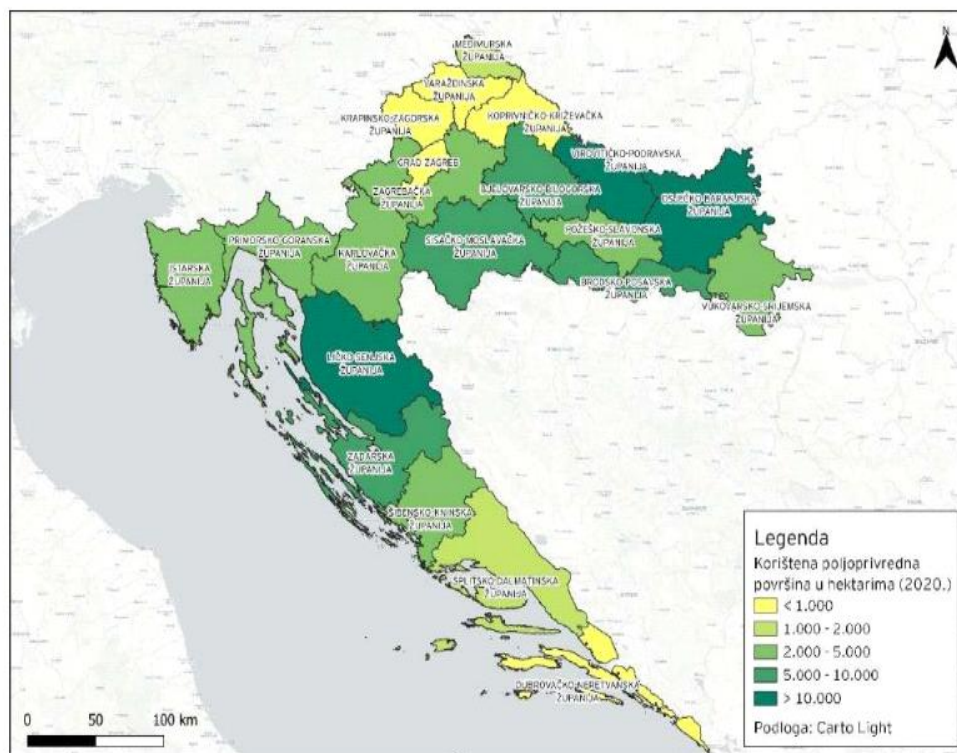 N
MEĐIMURSKA
ŽUPANIJA
VARAŽDINSKA
ŽUPANIJA
KRAPINSKO-ZAGORSKA
ŽUPANIJA
KOPRIVNIČKO-KRIŽEVAČKA
ŽUPANIJA
GRAD ZAGREB
VIROVITIČKO-PODRAVSKA
ŽUPANIJA
ZAGREBAČKA
ŽUPANIJA
BJELOVARSKO-BILOGORSKA
ŽUPANIJA
OSJEČKO-BARANJSKA
ŽUPANIJA
POŽEŠKO-SLAVONSKA
ŽUPANIJA
PRIMORSKO-GORANSKA
ŽUPANIJA
SISAČKO-MOSLAVAČKA
ŽUPANIJA
KARLOVAČKA
ŽUPANIJA
ISTARSKA
ŽUPANIJA
BRODSKO-POSAVSKA
ŽUPANIJA
VUKOVARSKO-SRIJEMSKA
ŽUPANIJA
LIČKO-SENJSKA
ŽUPANIJA
ZADARSKA
ŽUPANIJA
ŠIBENSKO-KNINSKA
ŽUPANIJA
SPLITSKO-DALMATINSKA
ŽUPANIJA
DUBROVAČKO-NERETVANSKA
ŽUPANIJA
Legenda
Korištena poljoprivredna
površina u hektarima (2020.)
< 1.000
1.000 - 2.000
2.000 - 5.000
5.000 - 10.000
> 10.000
Podloga: Carto Light
0 50 100 km